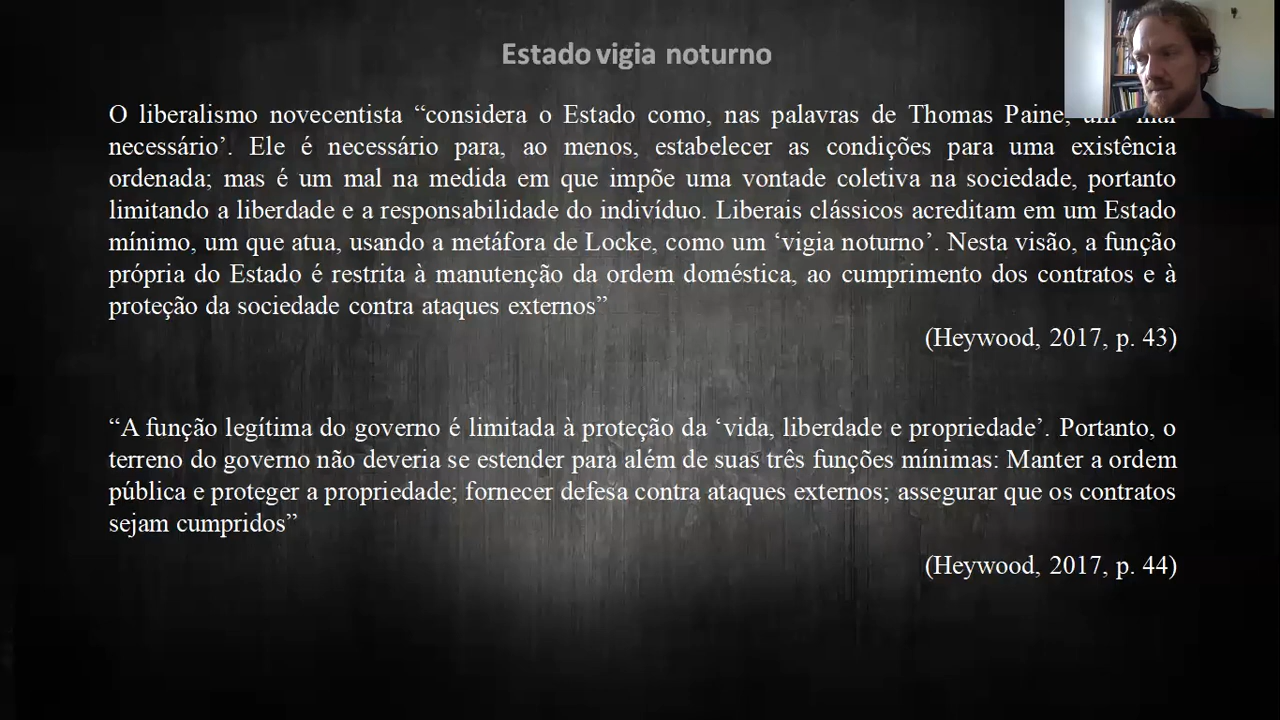 Estado vigia noturno
O liberalismo novecentista “considera o Estado como, nas palavras de Thomas Paine,
necessário’. Ele é necessário para, ao menos, estabelecer as condições para uma existência
ordenada; mas é um mal na medida em que impõe uma vontade coletiva na sociedade, portanto
limitando a liberdade e a responsabilidade do indivíduo. Liberais clássicos acreditam em um Estado
mínimo, um que atua, usando a metáfora de Locke, como um ‘vigia noturno’. Nesta visão, a função
própria do Estado é restrita à manutenção da ordem doméstica, ao cumprimento dos contratos e à
proteção da sociedade contra ataques externos”
(Heywood, 2017, p. 43)
“A função legítima do governo é limitada à proteção da ‘vida, liberdade e propriedade’. Portanto, o
terreno do governo não deveria se estender para além de suas três funções mínimas: Manter a ordem
pública e proteger a propriedade; fornecer defesa contra ataques externos; assegurar que os contratos
sejam cumpridos”
(Heywood, 2017, p. 44)